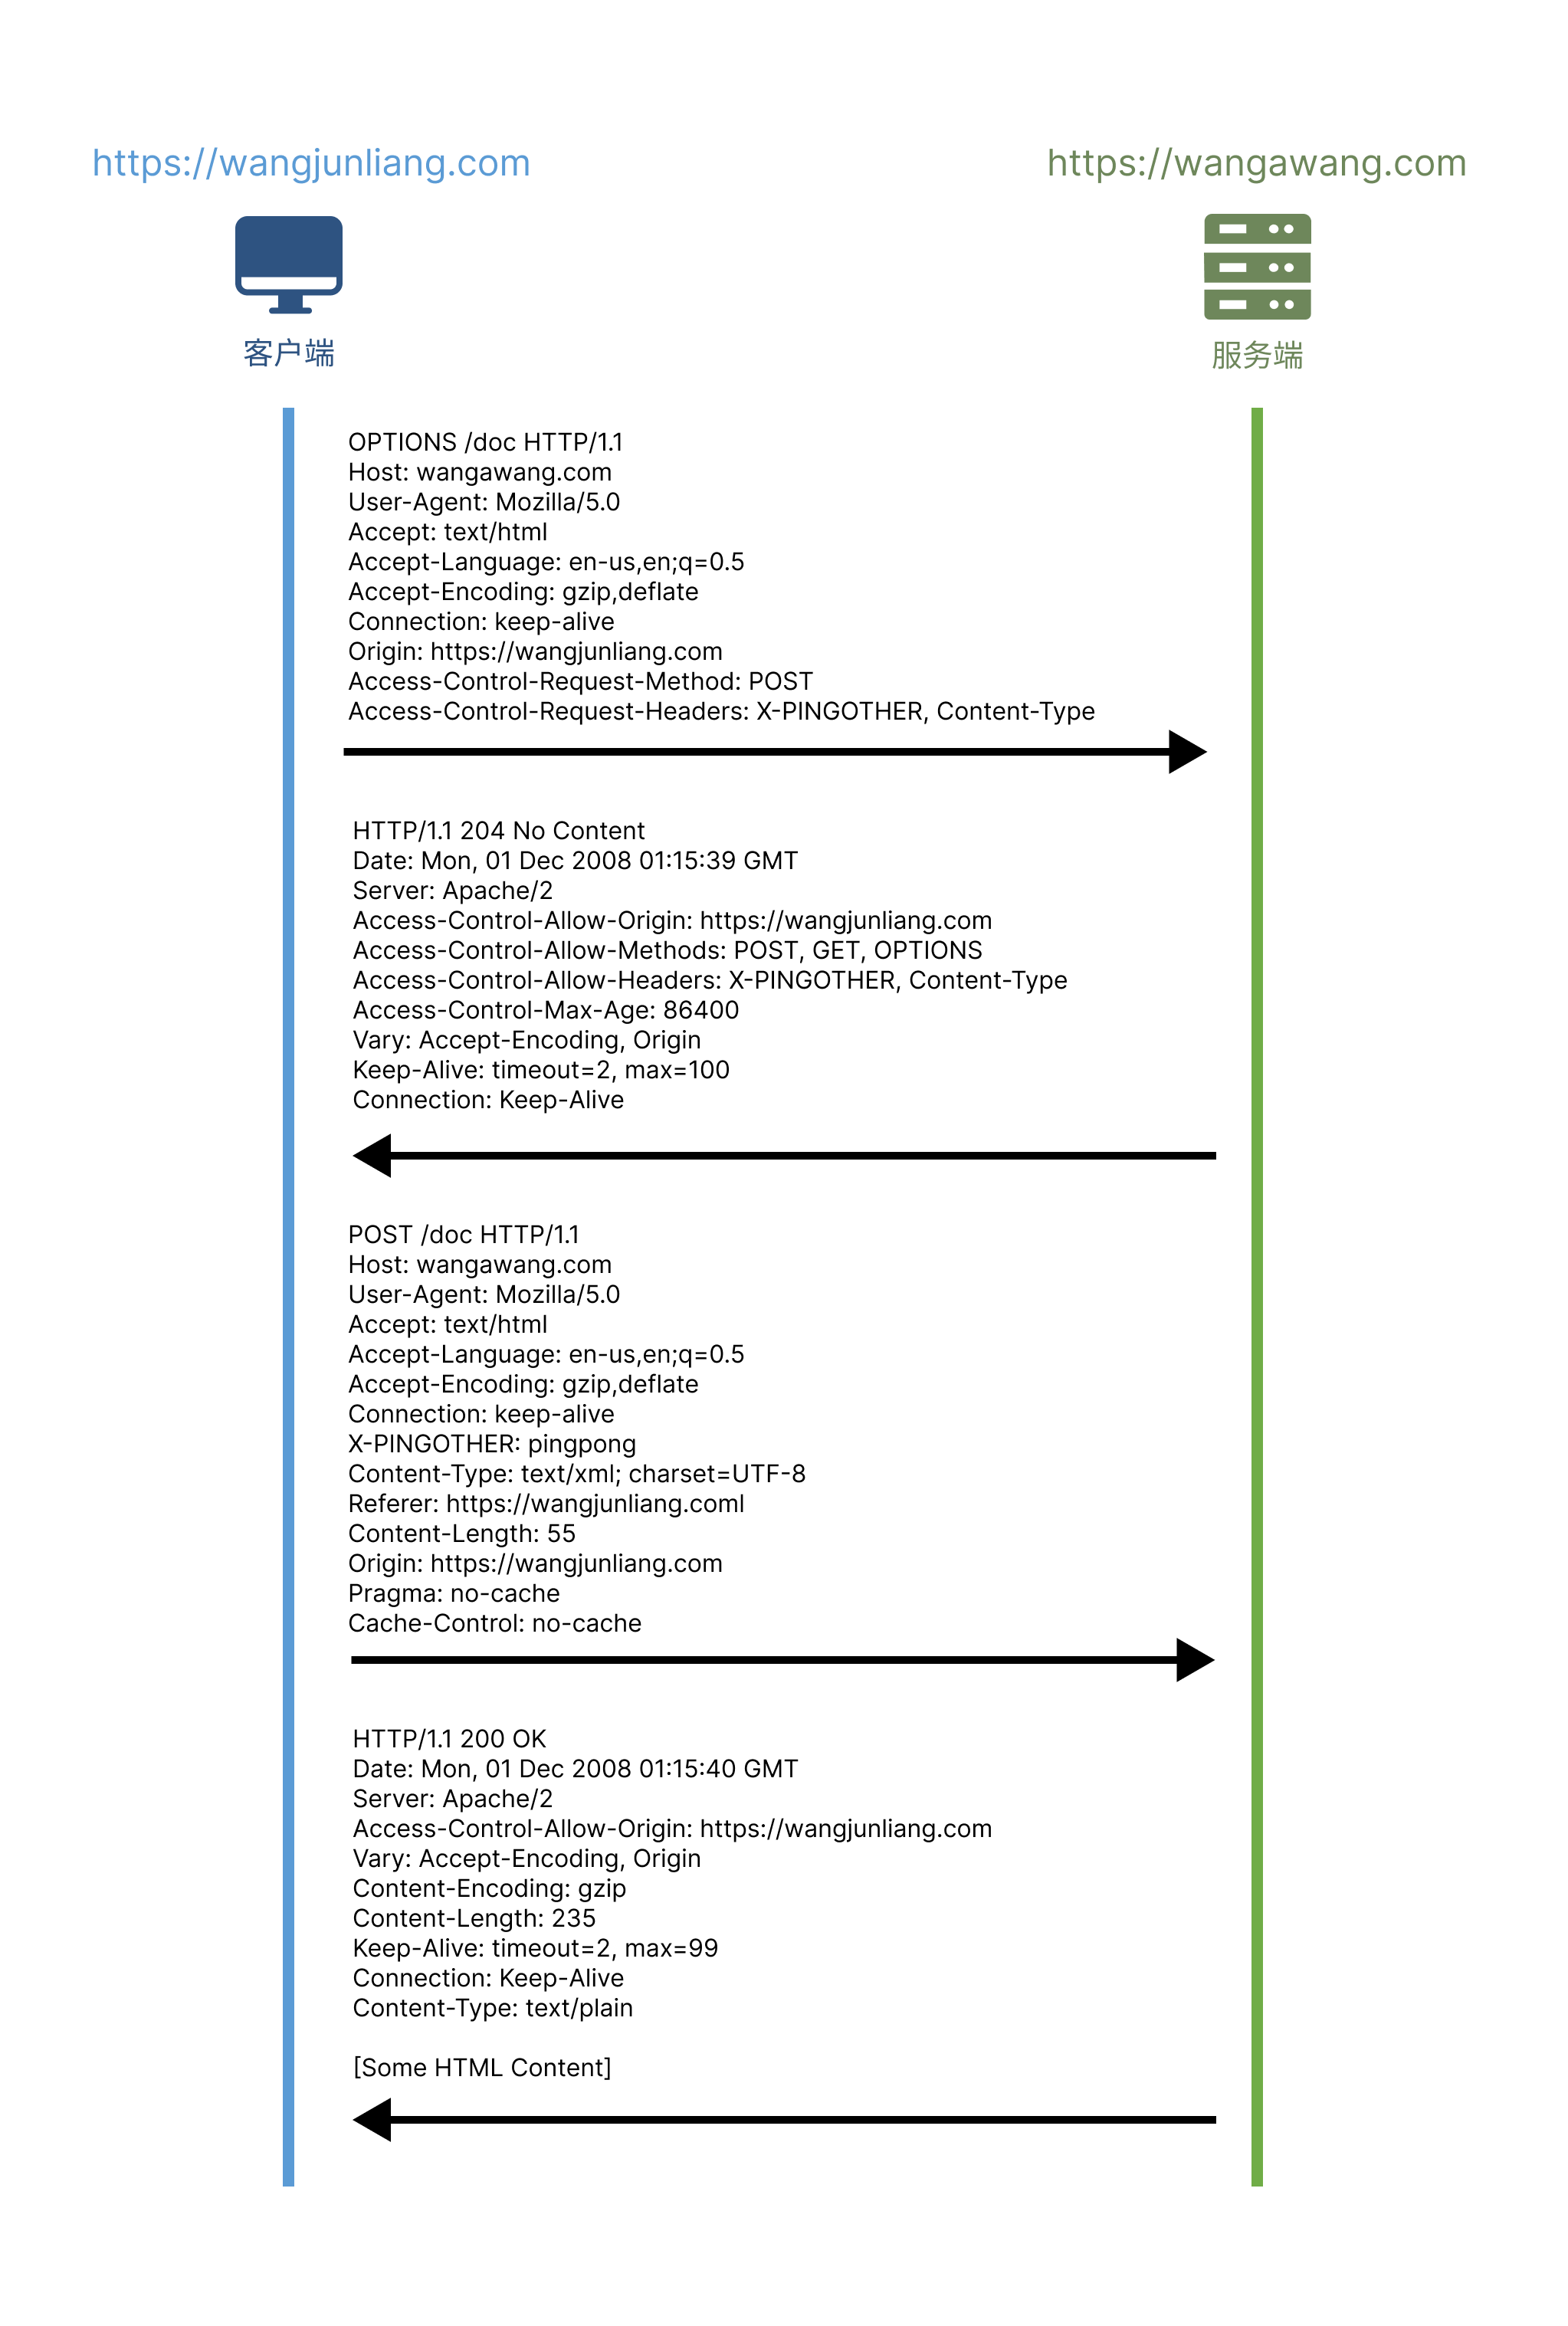 https://wangjunliang.com
https://wangawang.com
客户端
服务端
OPTIONS /doc HTTP/1.1
Host: wangawang.com
User-Agent: Mozilla/5.0
Accept: text/html
Accept-Language: en-us,en;q=0.5
Accept-Encoding: gzip,deflate
Connection: keep-alive
Origin: https://wangjunliang.com
Access-Control-Request-Method: POST
Access-Control-Request-Headers: X-PINGOTHER, Content-Type
HTTP/1.1 204 No Content
Date: Mon, 01 Dec 2008 01:15:39 GMT
Server: Apache/2
Access-Control-Allow-Origin: https://wangjunliang.com
Access-Control-Allow-Methods: POST, GET, OPTIONS
Access-Control-Allow-Headers: X-PINGOTHER, Content-Type
Access-Control-Max-Age: 86400
Vary: Accept-Encoding, Origin
Keep-Alive: timeout=2, max=100
Connection: Keep-Alive
POST /doc HTTP/1.1
Host: wangawang.com
User-Agent: Mozilla/5.0
Accept: text/html
Accept-Language: en-us,en;q=0.5
Accept-Encoding: gzip,deflate
Connection: keep-alive
X-PINGOTHER: pingpong
Content-Type: text/xml; charset=UTF-8
Referer: https://wangjunliang.coml
Content-Length: 55
Origin: https://wangjunliang.com
Pragma: no-cache
Cache-Control: no-cache
HTTP/1.1 200 OK
Date: Mon, 01 Dec 2008 01:15:40 GMT
Server: Apache/2
Access-Control-Allow-Origin: https://wangjunliang.com
Vary: Accept-Encoding, Origin
Content-Encoding: gzip
Content-Length: 235
Keep-Alive: timeout=2, max=99
Connection: Keep-Alive
Content-Type: text/plain
[Some HTML Content]